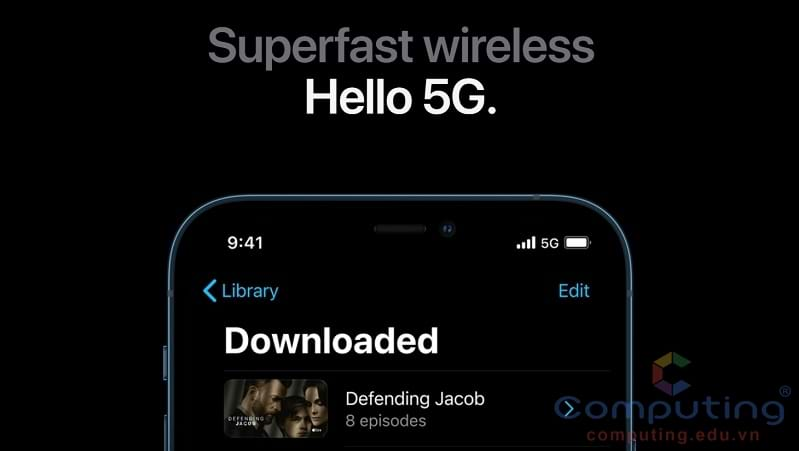 Superfast wireless
Hello 5G.
9:41
5G
Library
Edit
Downloaded
DEFENDING
JACOB
Defending Jacob
8 episodes
Computing®
computing.edu.vn